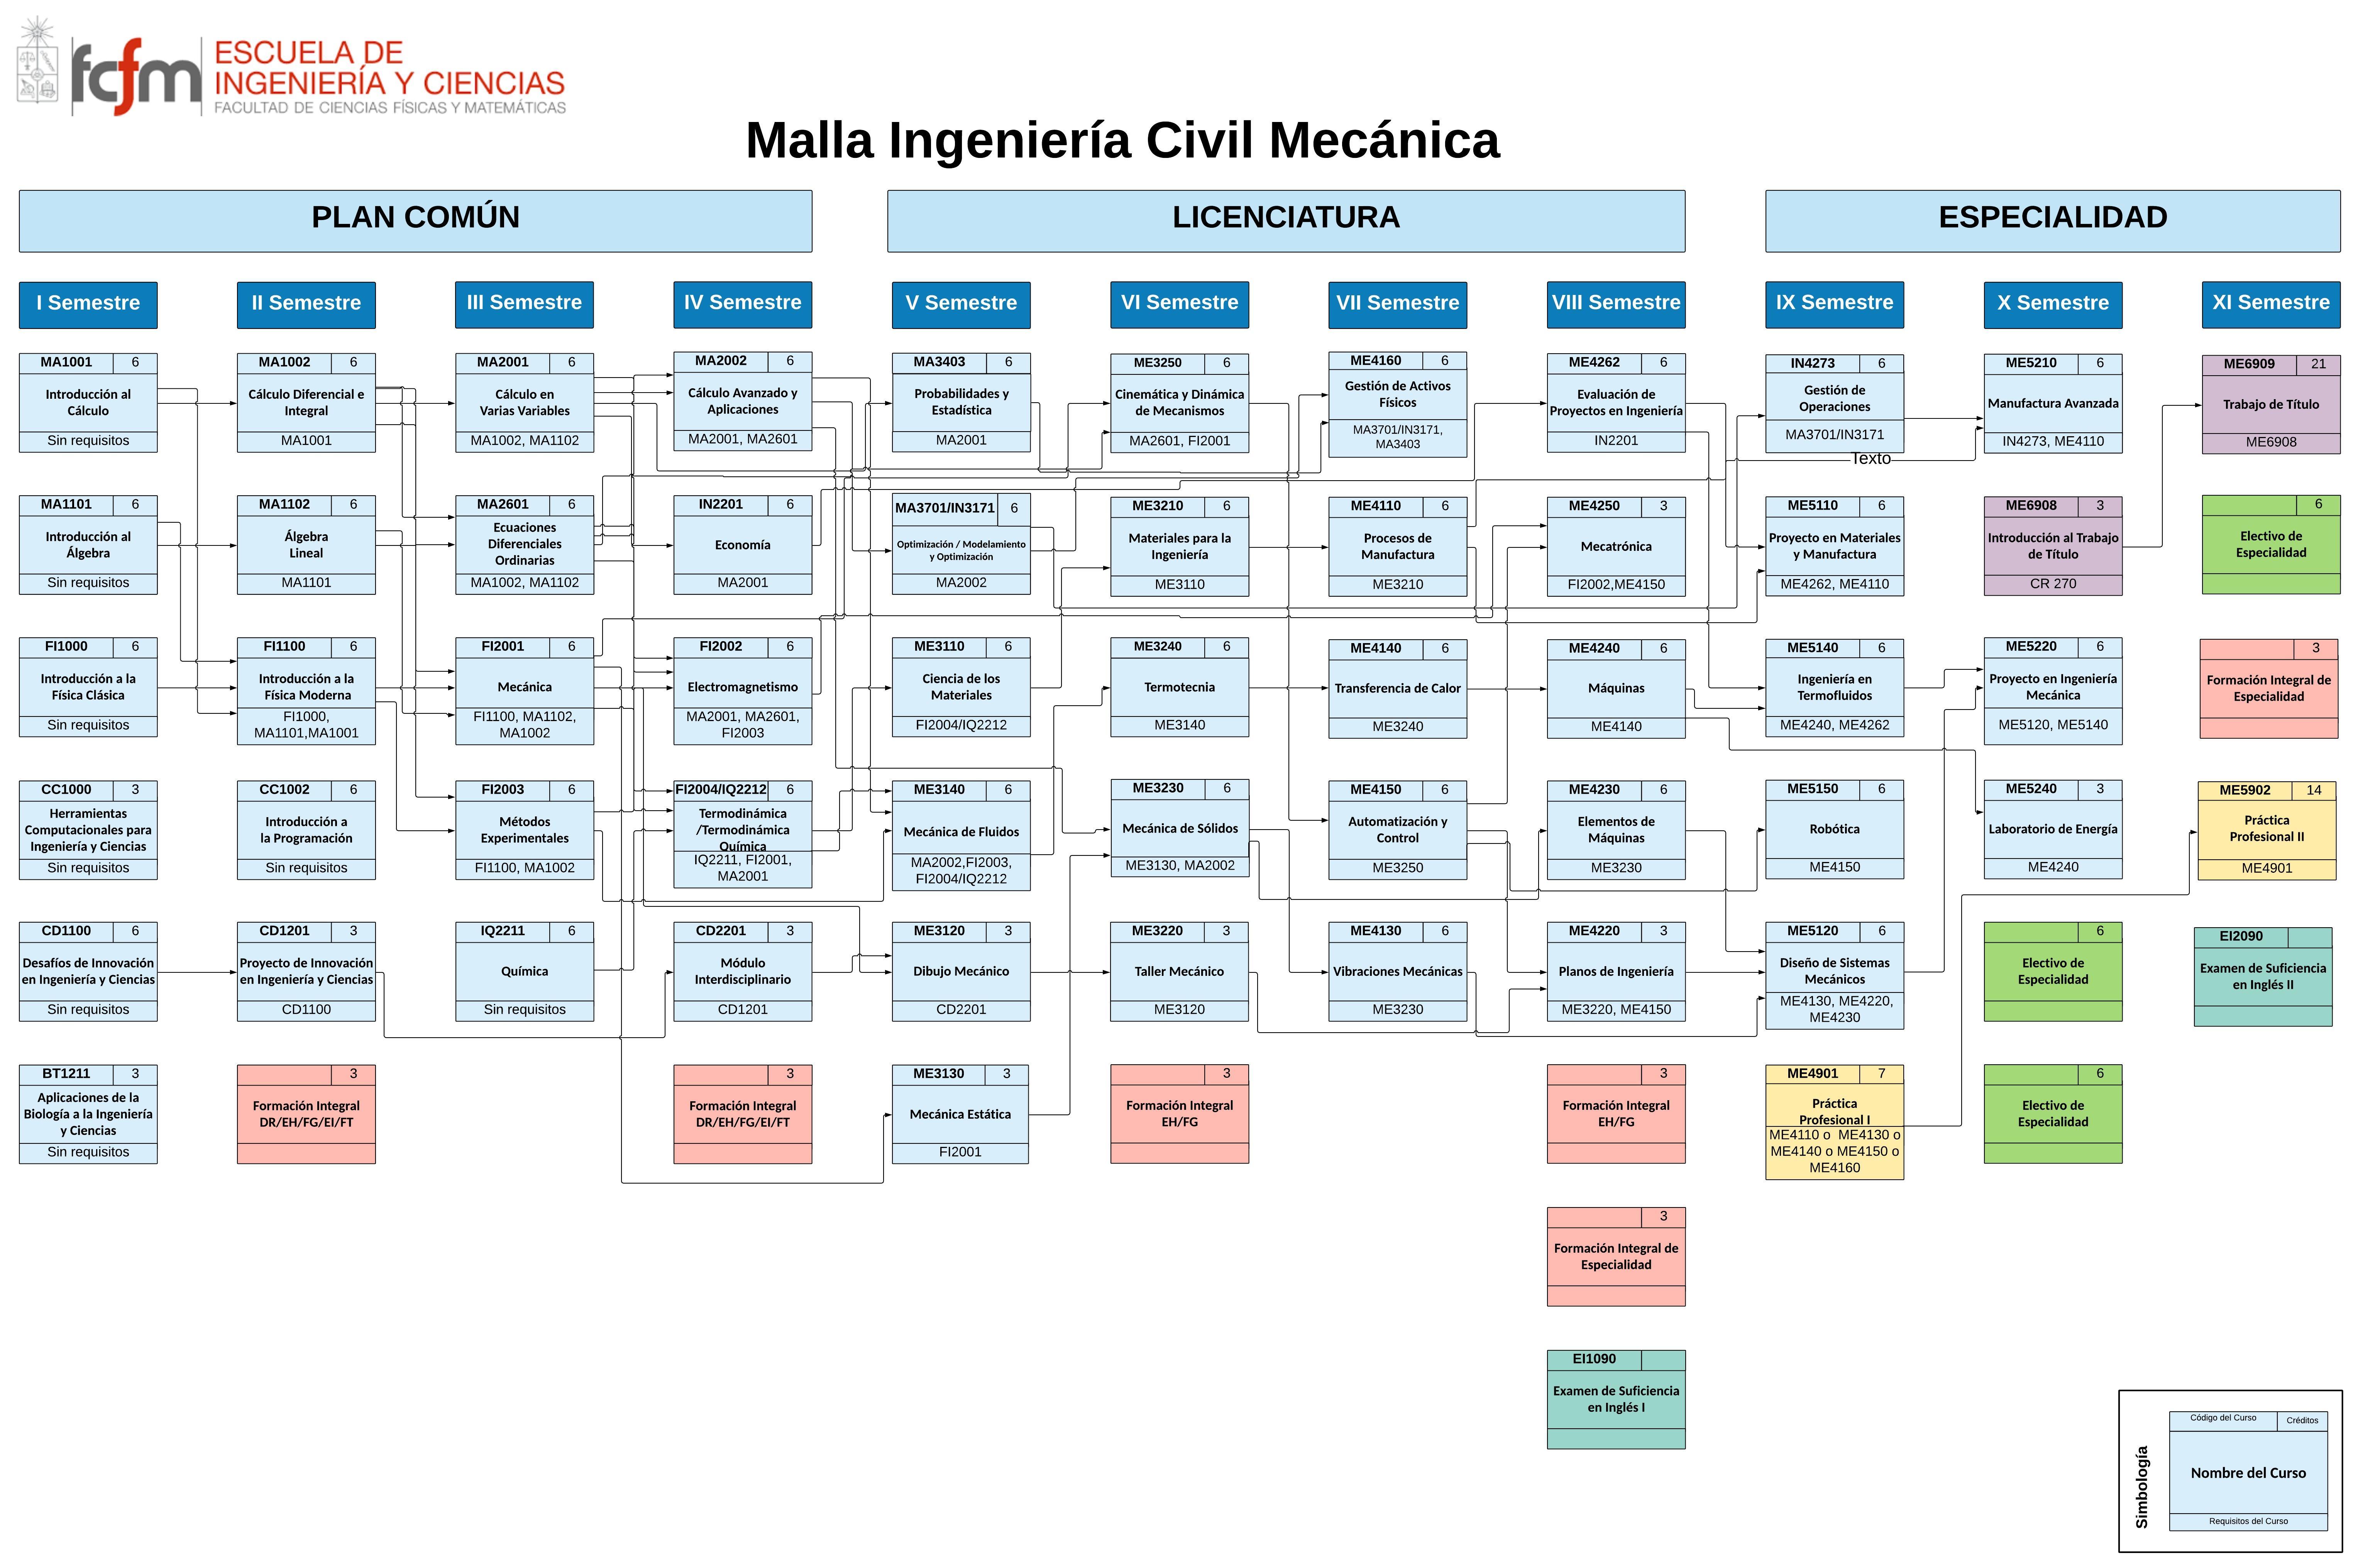 fcfm
ESCUELA DE
INGENIERÍA Y CIENCIAS
FACULTAD DE CIENCIAS FÍSICAS Y MATEMÁTICAS
Malla Ingeniería Civil Mecánica
PLAN COMÚN
LICENCIATURA
ESPECIALIDAD
I Semestre
II Semestre
III Semestre
IV Semestre
V Semestre
VI Semestre
VII Semestre
VIII Semestre
IX Semestre
X Semestre
XI Semestre
MA1001 6
Introducción al
Cálculo
Sin requisitos
MA1002 6
Cálculo Diferencial e
Integral
MA1001
MA2001 6
Cálculo en
Varias Variables
MA1002, MA1102
MA2002 6
Cálculo Avanzado y
Aplicaciones
MA2001, MA2601
MA3403 6
Probabilidades y
Estadística
MA2001
ME3250 6
Cinemática y Dinámica
de Mecanismos
MA2601, FI2001
ME4160 6
Gestión de Activos
Físicos
MA3701/IN3171,
MA3403
ME4262 6
Evaluación de
Proyectos en Ingeniería
IN2201
IN4273 6
Gestión de
Operaciones
MA3701/IN3171
Texto
ME5210 6
Manufactura Avanzada
IN4273, ME4110
ME6909 21
Trabajo de Título
ME6908
MA1101 6
Introducción al
Álgebra
Sin requisitos
MA1102 6
Álgebra
Lineal
MA1101
MA2601 6
Ecuaciones
Diferenciales
Ordinarias
MA1002, MA1102
IN2201 6
Economía
MA2001
MA3701/IN3171 6
Optimización / Modelamiento
y Optimización
MA2002
ME3210 6
Materiales para la
Ingeniería
ME3110
ME4110 6
Procesos de
Manufactura
ME3210
ME4250 3
Mecatrónica
FI2002,ME4150
ME5110 6
Proyecto en Materiales
y Manufactura
ME4262, ME4110
ME6908 3
Introducción al Trabajo
de Título
CR 270
6
Electivo de
Especialidad
FI1000 6
Introducción a la
Física Clásica
Sin requisitos
FI1100 6
Introducción a la
Física Moderna
FI1000,
MA1101,MA1001
FI2001 6
Mecánica
FI1100, MA1102,
MA1002
FI2002 6
Electromagnetismo
MA2001, MA2601,
FI2003
ME3110 6
Ciencia de los
Materiales
FI2004/IQ2212
ME3240 6
Termotecnia
ME3140
ME4140 6
Transferencia de Calor
ME3240
ME4240 6
Máquinas
ME4140
ME5140 6
Ingeniería en
Termofluidos
ME4240, ME4262
ME5220 6
Proyecto en Ingeniería
Mecánica
ME5120, ME5140
3
Formación Integral de
Especialidad
CC1000 3
Herramientas
Computacionales para
Ingeniería y Ciencias
Sin requisitos
CC1002 6
Introducción a
la Programación
Sin requisitos
FI2003 6
Métodos
Experimentales
FI1100, MA1002
FI2004/IQ2212 6
Termodinámica
/Termodinámica
Química
IQ2211, FI2001,
MA2001
ME3140 6
Mecánica de Fluidos
MA2002,FI2003,
FI2004/IQ2212
ME3230 6
Mecánica de Sólidos
ME3130, MA2002
ME4150 6
Automatización y
Control
ME3250
ME4230 6
Elementos de
Máquinas
ME3230
ME5150 6
Robótica
ME4150
ME5240 3
Laboratorio de Energía
ME4240
ME5902 14
Práctica
Profesional II
ME4901
CD1100 6
Desafíos de Innovación
en Ingeniería y Ciencias
Sin requisitos
CD1201 3
Proyecto de Innovación
en Ingeniería y Ciencias
CD1100
IQ2211 6
Química
Sin requisitos
CD2201 3
Módulo
Interdisciplinario
CD1201
ME3120 3
Dibujo Mecánico
CD2201
ME3220 3
Taller Mecánico
ME3120
ME4130 6
Vibraciones Mecánicas
ME3230
ME4220 3
Planos de Ingeniería
ME3220, ME4150
ME5120 6
Diseño de Sistemas
Mecánicos
ME4130, ME4220,
ME4230
6
Electivo de
Especialidad
EI2090
Examen de Suficiencia
en Inglés II
BT1211 3
Aplicaciones de la
Biología a la Ingeniería
y Ciencias
Sin requisitos
3
Formación Integral
DR/EH/FG/EI/FT
3
Formación Integral
DR/EH/FG/EI/FT
ME3130 3
Mecánica Estática
FI2001
3
Formación Integral
EH/FG
3
Formación Integral
EH/FG
ME4901 7
Práctica
Profesional I
ME4110 o ME4130 o
ME4140 o ME4150 o
ME4160
6
Electivo de
Especialidad
3
Formación Integral de
Especialidad
EI1090
Examen de Suficiencia
en Inglés I
Simbología
Código del Curso Créditos
Nombre del Curso
Requisitos del Curso